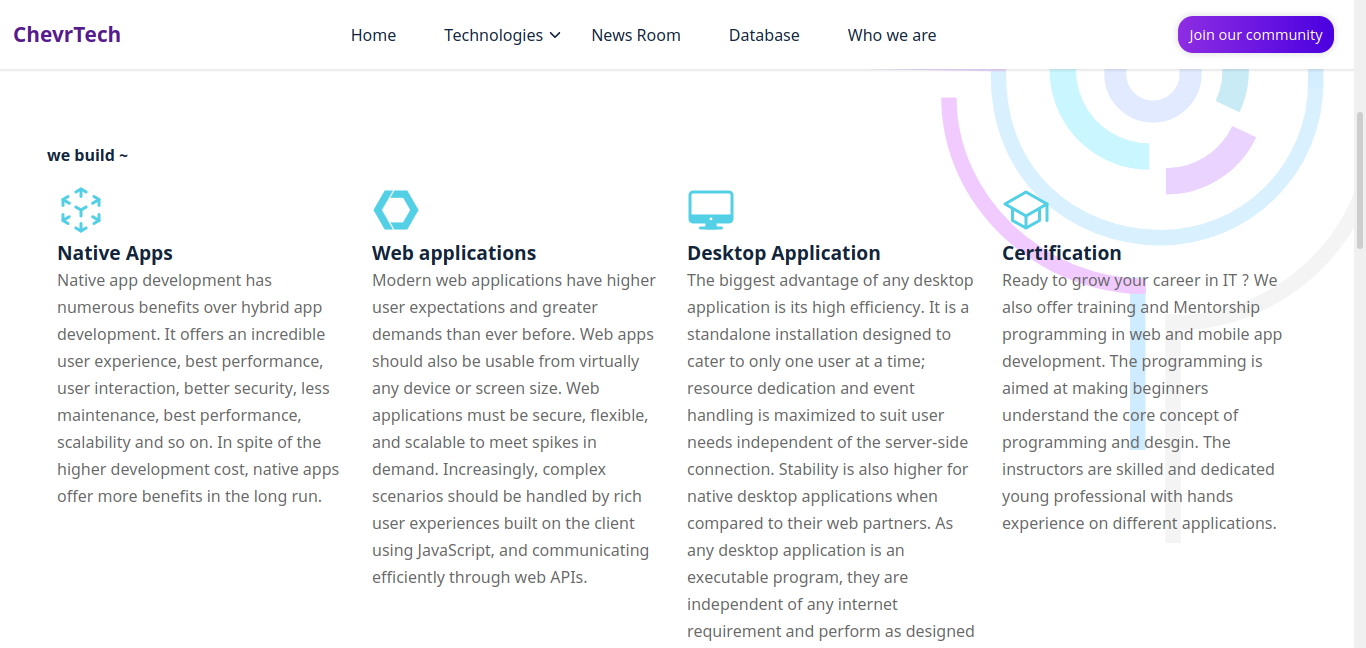 ChevrTech
Home
Technologies
News Room
Database
Who we are
Join our community
we build ~
Native Apps
Native app development has
numerous benefits over hybrid app
development. It offers an incredible
user experience, best performance,
user interaction, better security, less
maintenance, best performance,
scalability and so on. In spite of the
higher development cost, native apps
offer more benefits in the long run.
Web applications
Modern web applications have higher
user expectations and greater
demands than ever before. Web apps
should also be usable from virtually
any device or screen size. Web
applications must be secure, flexible,
and scalable to meet spikes in
demand. Increasingly, complex
scenarios should be handled by rich
user experiences built on the client
using JavaScript, and communicating
efficiently through web APIs.
Desktop Application
The biggest advantage of any desktop
application is its high efficiency. It is a
standalone installation designed to
cater to only one user at a time;
resource dedication and event
handling is maximized to suit user
needs independent of the server-side
connection. Stability is also higher for
native desktop applications when
compared to their web partners. As
any desktop application is an
executable program, they are
independent of any internet
requirement and perform as designed
Certification
Ready to grow your career in IT ? We
also offer training and Mentorship
programming in web and mobile app
development. The programming is
aimed at making beginners
understand the core concept of
programming and desgin. The
instructors are skilled and dedicated
young professional with hands
experience on different applications.